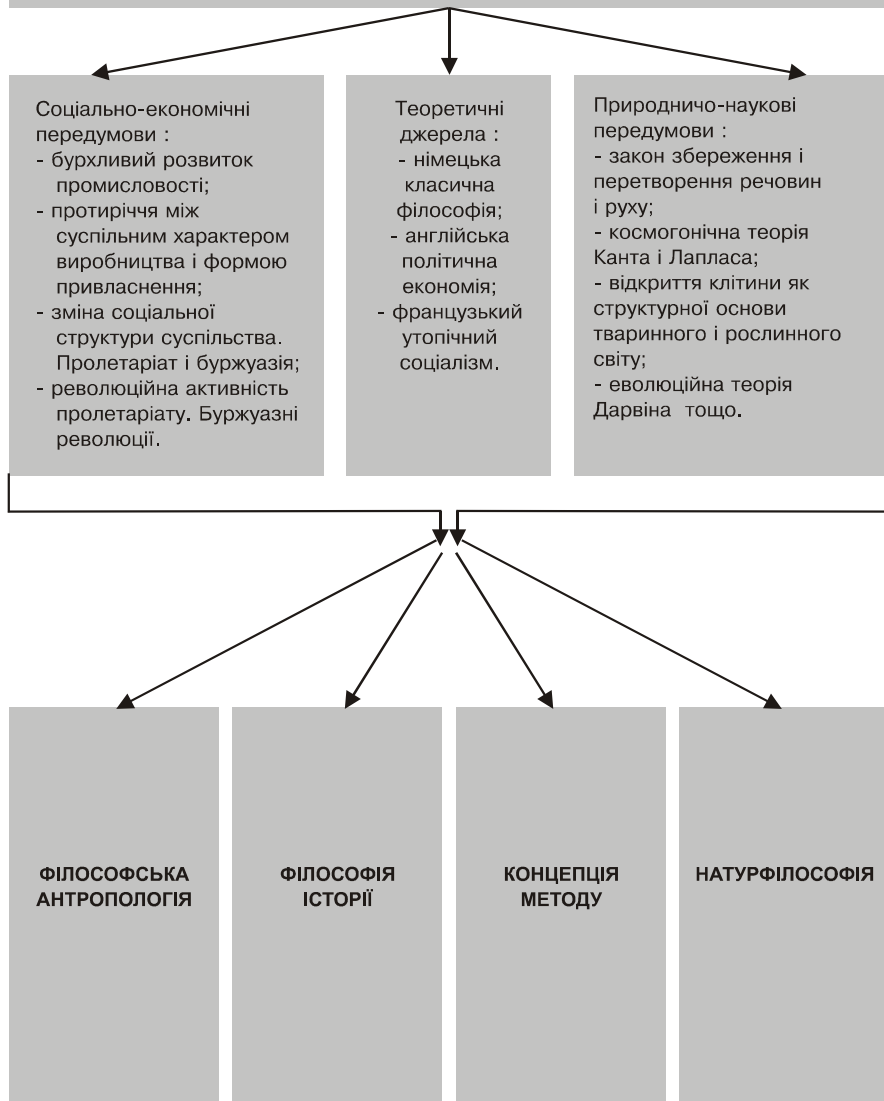 Соціально-економічні
передумови :
- бурхливий розвиток
промисловості;
- протиріччя між
суспільним характером
виробництва і формою
привласнення;
- зміна соціальної
структури суспільства.
Пролетаріат і буржуазія;
- революційна активність
пролетаріату. Буржуазні
революції.
Теоретичні
джерела :
- німецька
класична
філософія;
- англійська
політична
економія;
- французький
утопічний
соціалізм.
Природничо-наукові
передумови :
- закон збереження і
перетворення речовин
і руху;
- космогонічна теорія
Канта і Лапласа;
- відкриття клітини як
структурної основи
тваринного і рослинного
світу;
- еволюційна теорія
Дарвіна тощо.
ФІЛОСОФСЬКА
АНТРОПОЛОГІЯ
ФІЛОСОФІЯ
ІСТОРІЇ
КОНЦЕПЦІЯ
МЕТОДУ
НАТУРФІЛОСОФІЯ